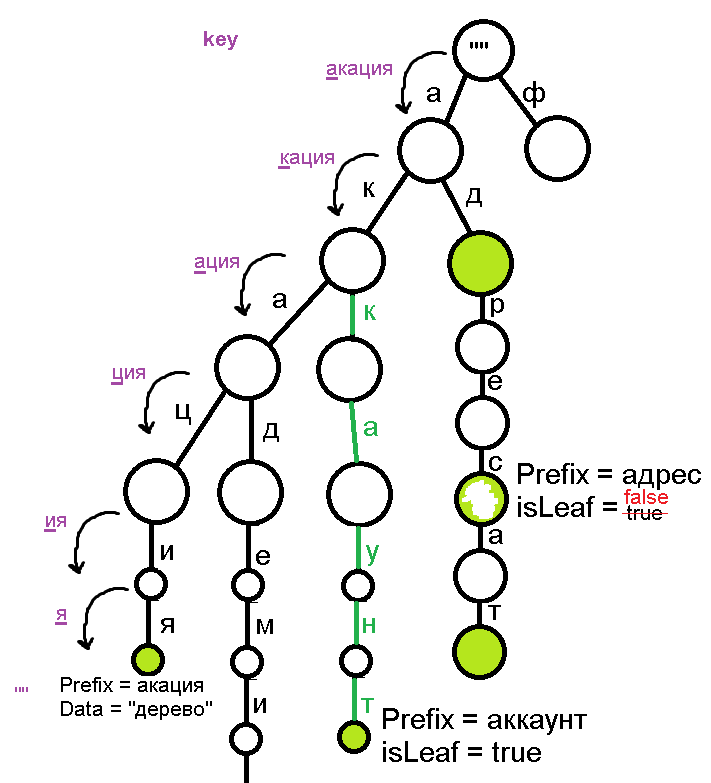 key
""
акация
а
ф
кация
к
д
ация
а
к
р
е
ция
ц
д
а
с
Prefix = адрес
isLeaf = false
true
ия
и
е
у
а
я
я
м
н
т
""
Prefix = акация
Data = "дерево"
и
т
Prefix = аккаунт
isLeaf = true